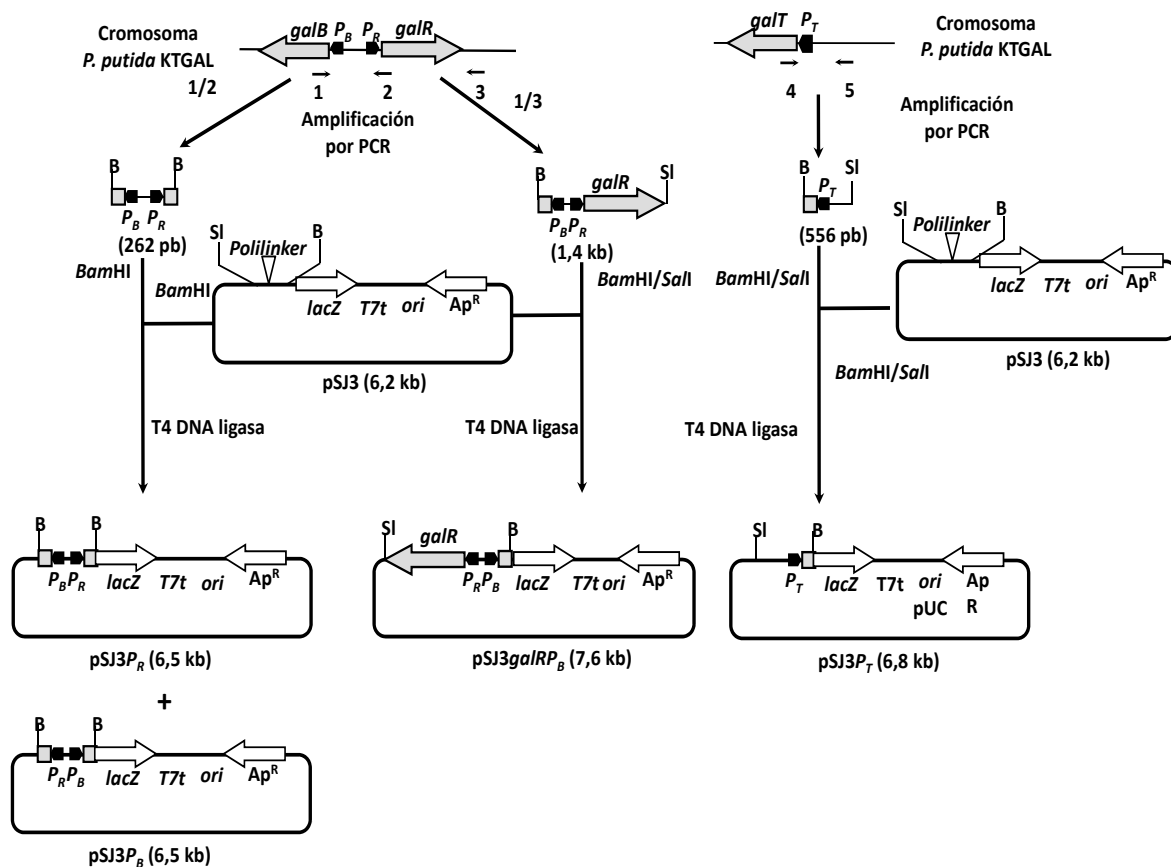 Cromosoma
P. putida KTGAL
galB P_B P_R galR
galT P_T
Cromosoma
P. putida KTGAL
1/2
1
2
3
1/3
4
5
Amplificación
por PCR
Amplificación
por PCR
B B
P_B P_R
(262 pb)
B galR Sl
P_B P_R
(1,4 kb)
B Sl
P_T
(556 pb)
Sl Polilinker B
BamHI
BamHI
lacZ T7t ori Ap^R
pSJ3 (6,2 kb)
BamHI/SalI
BamHI/SalI
Sl Polilinker B
lacZ T7t ori Ap^R
pSJ3 (6,2 kb)
BamHI/SalI
T4 DNA ligasa
T4 DNA ligasa
T4 DNA ligasa
B B
P_B P_R lacZ T7t ori Ap^R
pSJ3P_R (6,5 kb)
Sl galR B
P_R P_B lacZ T7t ori Ap^R
pSJ3galRP_B (7,6 kb)
Sl B
P_T lacZ T7t ori Ap
pUC R
pSJ3P_T (6,8 kb)
+
B B
P_R P_B lacZ T7t ori Ap^R
pSJ3P_B (6,5 kb)